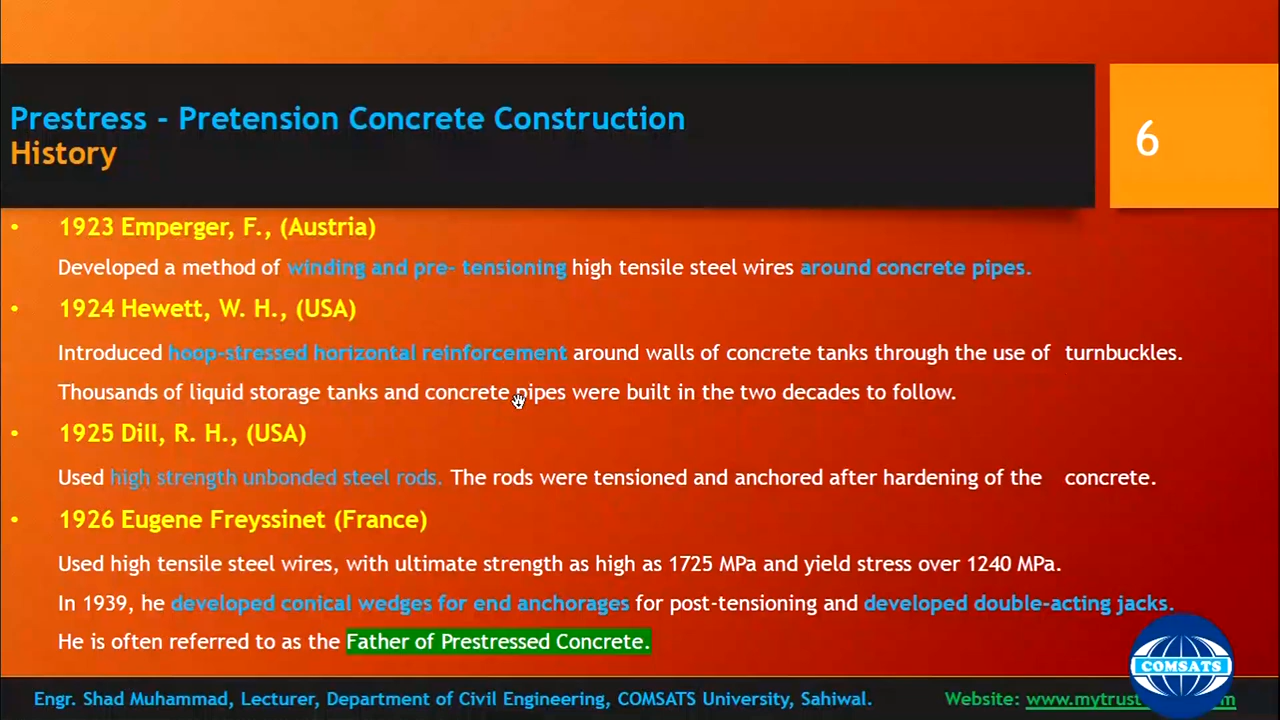 Prestress - Pretension Concrete Construction
History
6
• 1923 Emperger, F., (Austria)
Developed a method of winding and pre- tensioning high tensile steel wires around concrete pipes.
• 1924 Hewett, W. H., (USA)
Introduced hoop-stressed horizontal reinforcement around walls of concrete tanks through the use of turnbuckles.
Thousands of liquid storage tanks and concrete pipes were built in the two decades to follow.
• 1925 Dill, R. H., (USA)
Used high strength unbonded steel rods. The rods were tensioned and anchored after hardening of the concrete.
• 1926 Eugene Freyssinet (France)
Used high tensile steel wires, with ultimate strength as high as 1725 MPa and yield stress over 1240 MPa.
In 1939, he developed conical wedges for end anchorages for post-tensioning and developed double-acting jacks.
He is often referred to as the Father of Prestressed Concrete.
COMSATS
Engr. Shad Muhammad, Lecturer, Department of Civil Engineering, COMSATS University, Sahiwal.
Website: